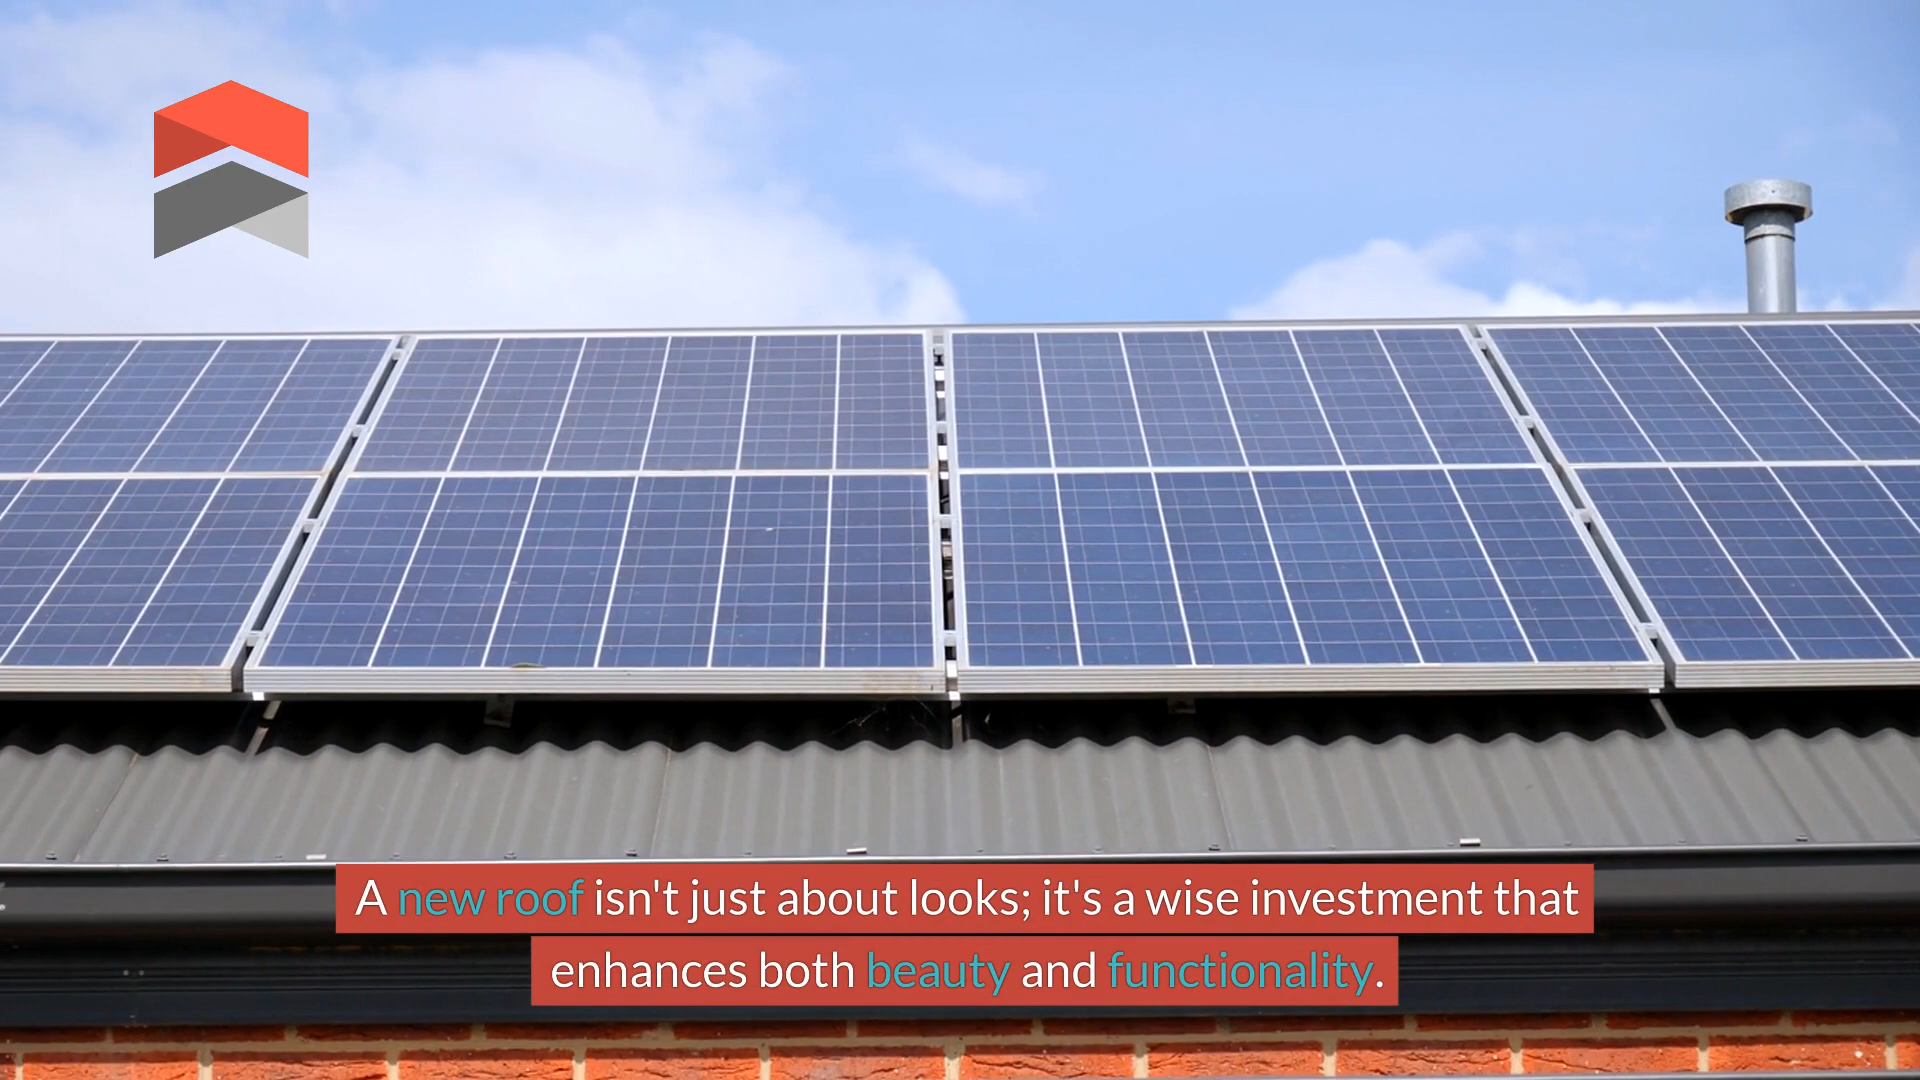 A new roof isn't just about looks; it's a wise investment that
enhances both beauty and functionality.